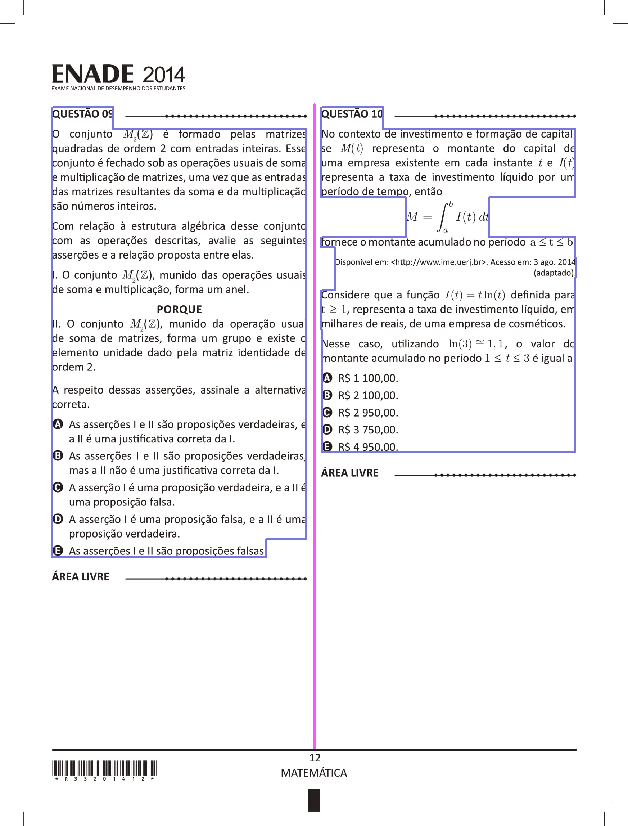 ENADE 2014
EXAME NACIONAL DE DESEMPENHO DOS ESTUDANTES
QUESTÃO 09
O conjunto M₂(ℤ) é formado pelas matrizes
quadradas de ordem 2 com entradas inteiras. Esse
conjunto é fechado sob as operações usuais de soma
e multiplicação de matrizes, uma vez que as entradas
das matrizes resultantes da soma e da multiplicação
são números inteiros.
Com relação à estrutura algébrica desse conjunto
com as operações descritas, avalie as seguintes
asserções e a relação proposta entre elas.
I. O conjunto M₂(ℤ), munido das operações usuais
de soma e multiplicação, forma um anel.
PORQUE
II. O conjunto M₂(ℤ), munido da operação usual
de soma de matrizes, forma um grupo e existe o
elemento unidade dado pela matriz identidade de
ordem 2.
A respeito dessas asserções, assinale a alternativa
correta.
A As asserções I e II são proposições verdadeiras, e
a II é uma justificativa correta da I.
B As asserções I e II são proposições verdadeiras,
mas a II não é uma justificativa correta da I.
C A asserção I é uma proposição verdadeira, e a II é
uma proposição falsa.
D A asserção I é uma proposição falsa, e a II é uma
proposição verdadeira.
E As asserções I e II são proposições falsas.
ÁREA LIVRE
QUESTÃO 10
No contexto de investimento e formação de capital,
se M(t) representa o montante do capital de
uma empresa existente em cada instante t e I(t)
representa a taxa de investimento líquido por um
período de tempo, então
M = ∫ₐᵇ I(t) dt
fornece o montante acumulado no período a ≤ t ≤ b.
Disponível em: <http://www.ime.uerj.br>. Acesso em: 3 ago. 2014
(adaptado).
Considere que a função I(t) = t ln(t) definida para
t ≥ 1, representa a taxa de investimento líquido, em
milhares de reais, de uma empresa de cosméticos.
Nesse caso, utilizando ln(3) ≅ 1,1, o valor do
montante acumulado no período 1 ≤ t ≤ 3 é igual a
A R$ 1 100,00.
B R$ 2 100,00.
C R$ 2 950,00.
D R$ 3 750,00.
E R$ 4 950,00.
ÁREA LIVRE
12
MATEMÁTICA
*R3320141 2*